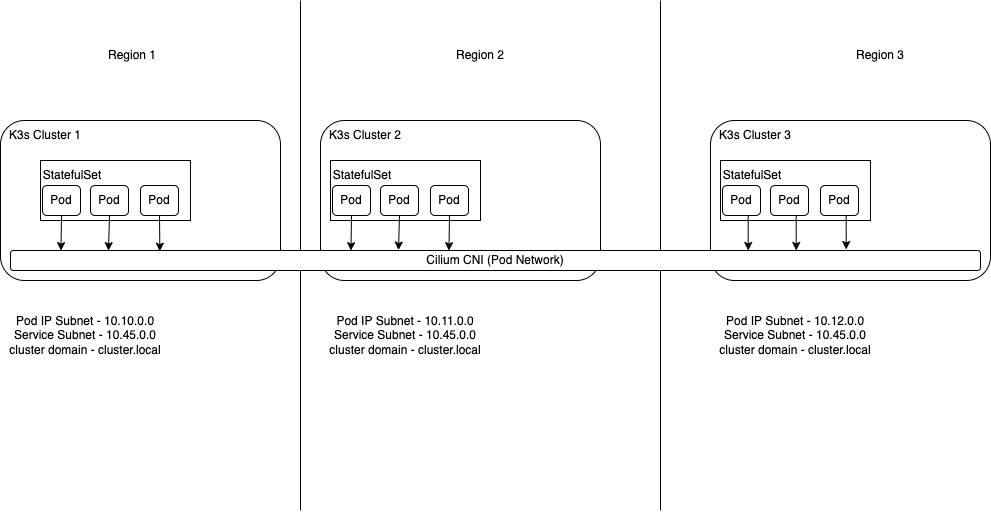 Region 1
Region 2
Region 3
K3s Cluster 1
K3s Cluster 2
K3s Cluster 3
StatefulSet
StatefulSet
StatefulSet
Pod
Pod
Pod
Pod
Pod
Pod
Pod
Pod
Pod
Cilium CNI (Pod Network)
Pod IP Subnet - 10.10.0.0
Service Subnet - 10.45.0.0
cluster domain - cluster.local
Pod IP Subnet - 10.11.0.0
Service Subnet - 10.45.0.0
cluster domain - cluster.local
Pod IP Subnet - 10.12.0.0
Service Subnet - 10.45.0.0
cluster domain - cluster.local